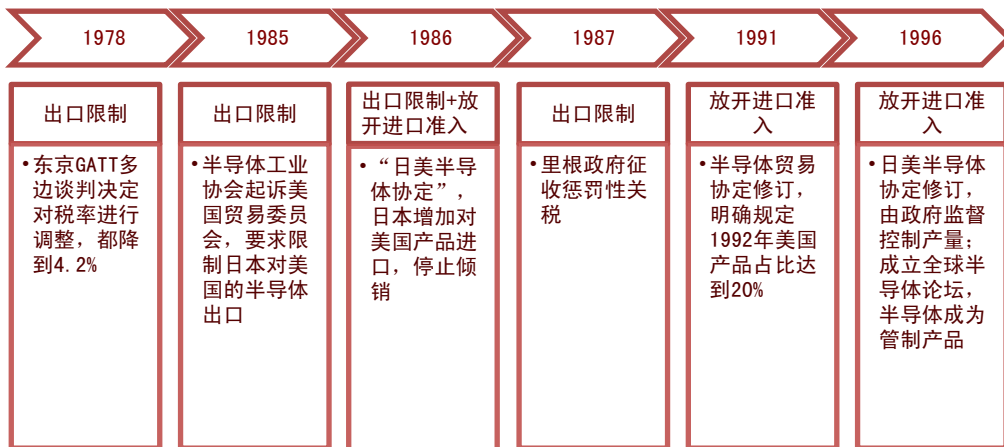 1978
1985
1986
1987
1991
1996
出口限制
•东京GATT多
边谈判决定
对税率进行
调整，都降
到4.2%
出口限制
•半导体工业
协会起诉美
国贸易委员
会，要求限
制日本对美
国的半导体
出口
出口限制+放
开进口准入
•“日美半导
体协定”，
日本增加对
美国产品进
口，停止倾
销
出口限制
•里根政府征
收惩罚性关
税
放开进口准
入
•半导体贸易
协定修订，
明确规定
1992年美国
产品占比达
到20%
放开进口准
入
•日美半导体
协定修订，
由政府监督
控制产量；
成立全球半
导体论坛，
半导体成为
管制产品